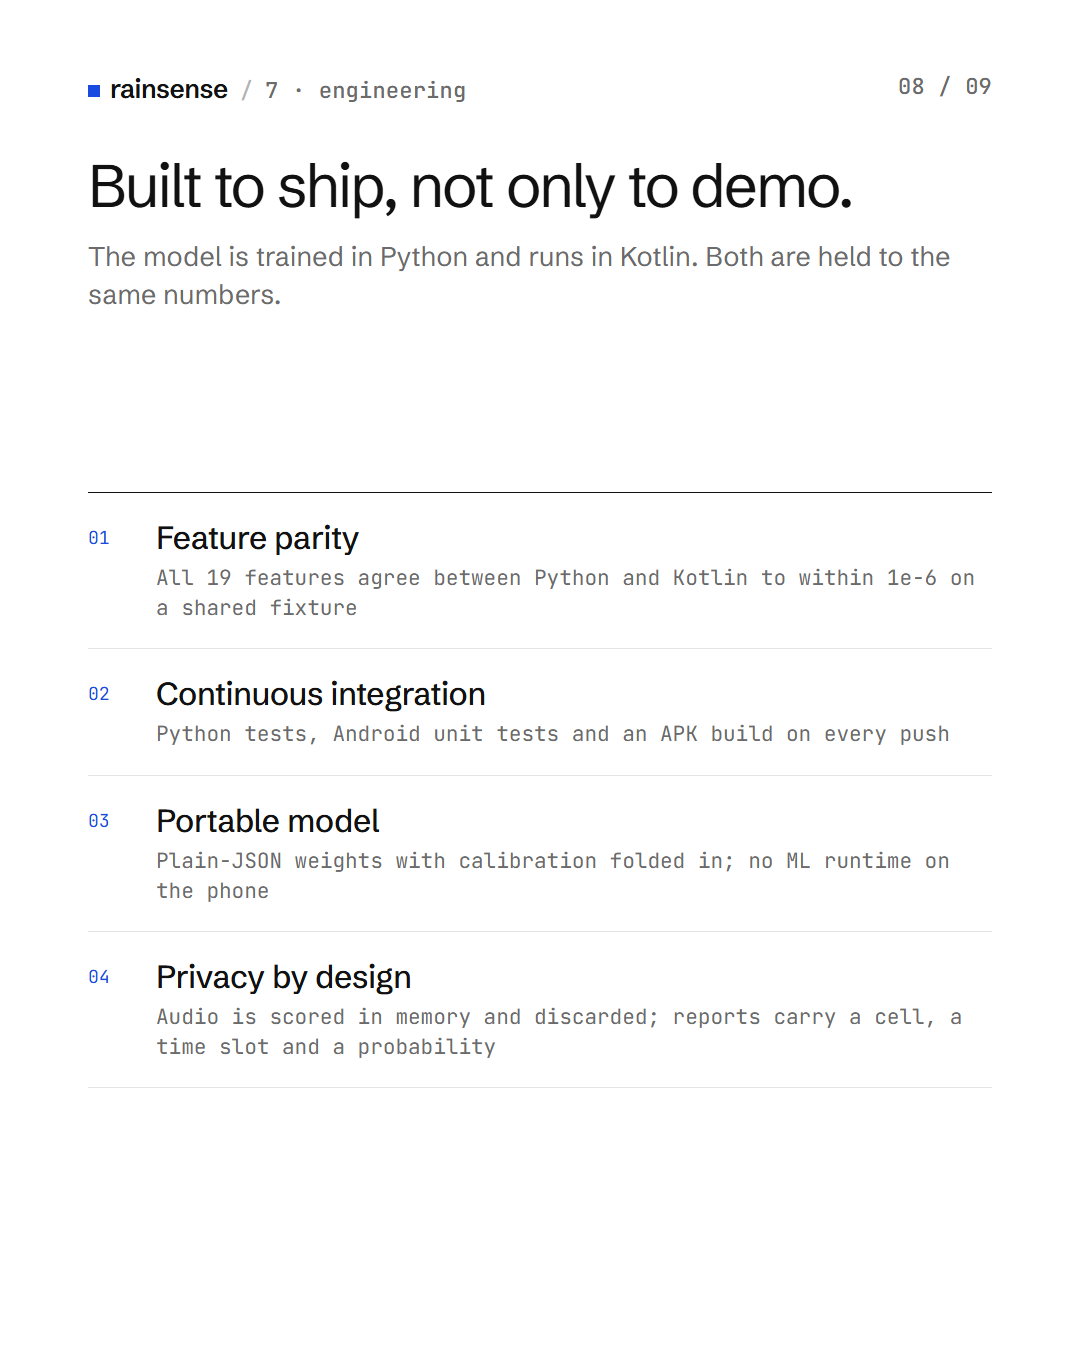 rainsense / 7 · engineering
08 / 09
Built to ship, not only to demo.
The model is trained in Python and runs in Kotlin. Both are held to the
same numbers.
01
Feature parity
All 19 features agree between Python and Kotlin to within 1e-6 on
a shared fixture
02
Continuous integration
Python tests, Android unit tests and an APK build on every push
03
Portable model
Plain-JSON weights with calibration folded in; no ML runtime on
the phone
04
Privacy by design
Audio is scored in memory and discarded; reports carry a cell, a
time slot and a probability